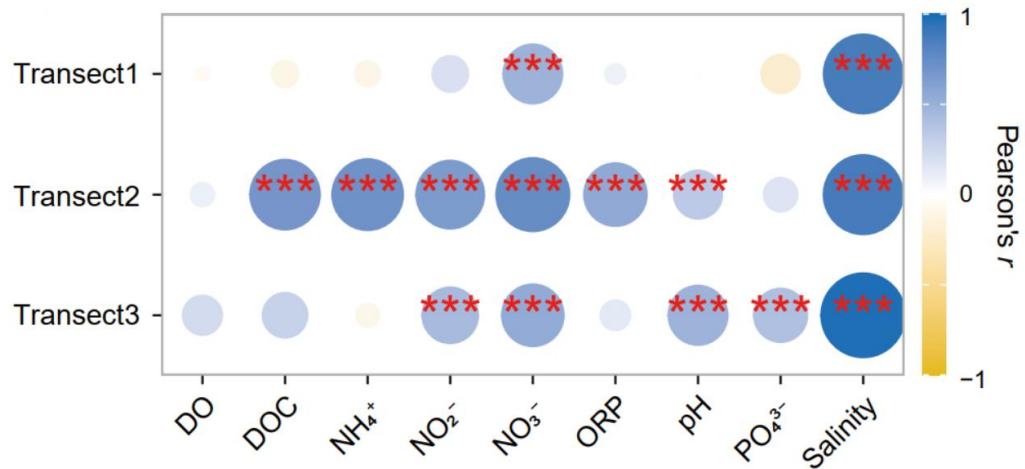 1
Transect1
***
***
Transect2
***
***
***
***
***
***
***
0
Pearson's r
Transect3
***
***
***
***
***
−1
DO
DOC
NH₄⁺
NO₂⁻
NO₃⁻
ORP
pH
PO₄³⁻
Salinity